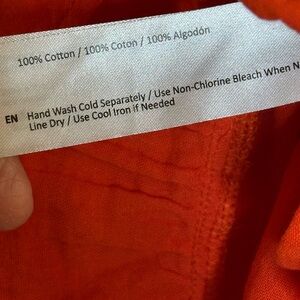 100% Cotton / 100% Coton / 100% Algodón
EN Hand Wash Cold Separately / Use Non-Chlorine Bleach When N
Line Dry / Use Cool Iron if Needed